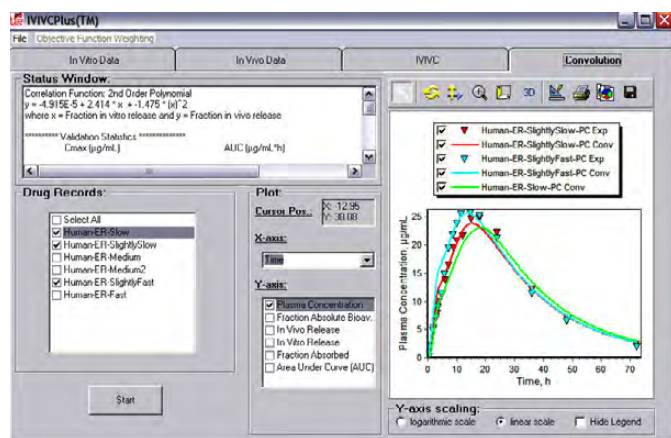 IVIVCPlus(TM)
File Objective Function Weighting
In Vitro Data
In Vivo Data
IVIVC
Convolution
Status Window:
Correlation Function: 2nd Order Polynomial
y = -4.915E-5 + 2.414 * x + -1.475 * (x)^2
where x = Fraction in vitro release and y = Fraction in vivo release
********* Validation Statistics *************
Cmax (µg/mL) AUC (µg/mL*h)
Drug Records:
Select All
Human-ER-Slow
Human-ER-SlightlySlow
Human-ER-Medium
Human-ER-Medium2
Human-ER-SlightlyFast
Human-ER-Fast
Start
Plot:
Cursor Pos.:
X: 12.95
Y: 38.08
X-axis:
Time
Y-axis:
Plasma Concentration
Fraction Absolute Bioav.
In Vivo Release
In Vitro Release
Fraction Absorbed
Area Under Curve (AUC)
3D
Human-ER-SlightlySlow-PC Exp
Human-ER-SlightlySlow-PC Conv
Human-ER-SlightlyFast-PC Exp
Human-ER-SlightlyFast-PC Conv
Human-ER-Slow-PC Conv
Plasma Concentration, µg/mL
25
20
15
10
5
0
0 10 20 30 40 50 60 70
Time, h
Y-axis scaling:
logarithmic scale linear scale Hide Legend